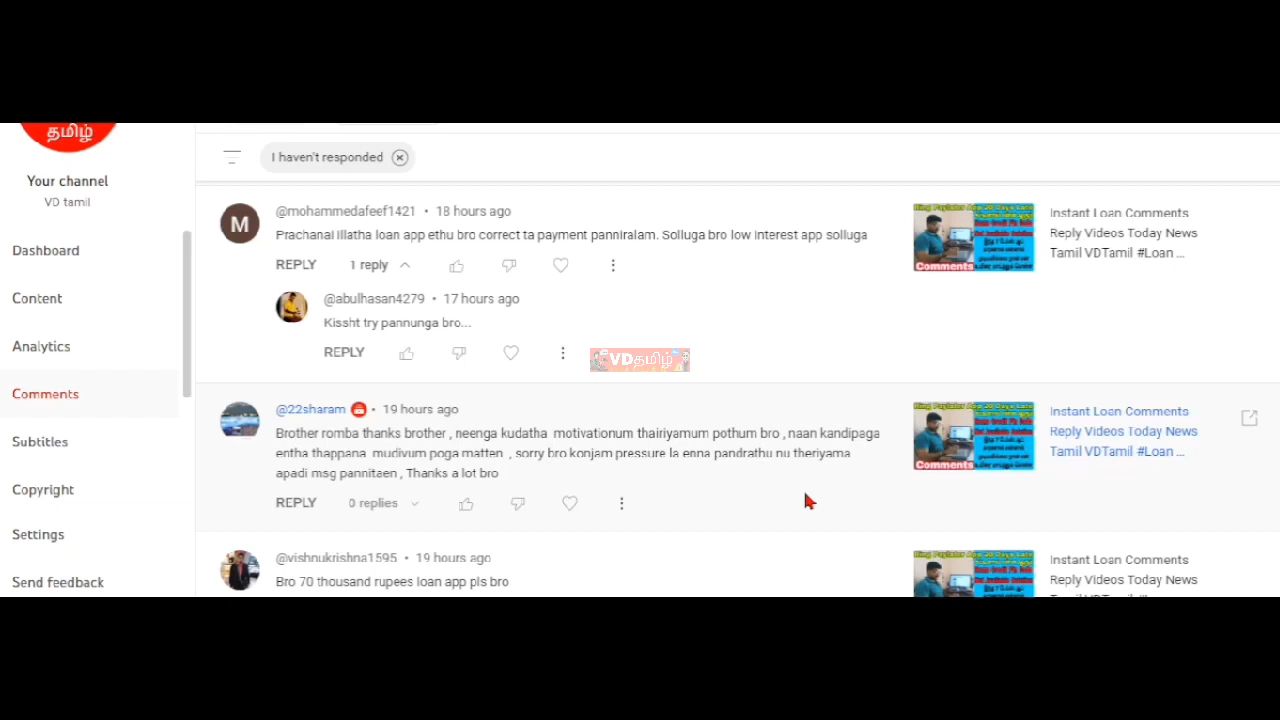 தமிழ்
Your channel
VD tamil
Dashboard
Content
Analytics
Comments
Subtitles
Copyright
Settings
Send feedback
I haven't responded
M
@mohammedafeef1421 • 18 hours ago
Pratanai illatha loan app ethu bro correct ta payment panniralam. Solluga bro low interest app solluga
REPLY 1 reply
@abulhasan4279 • 17 hours ago
Kissht try pannunga bro...
REPLY
VDதமிழ்
@22sharam • 19 hours ago
Brother romba thanks brother , neenga kudatha motivationum thairiyamum pothum bro , naan kandipaga
entha thappana mudivum poga matten , sorry bro konjam pressure la enna pandrathu nu theriyama
apadi msg pannitaen , Thanks a lot bro
REPLY 0 replies
@vishnukrishna1595 • 19 hours ago
Bro 70 thousand rupees loan app pls bro
Comments
Instant Loan Comments
Reply Videos Today News
Tamil VDTamil #Loan ...
Comments
Instant Loan Comments
Reply Videos Today News
Tamil VDTamil #Loan ...
Instant Loan Comments
Reply Videos Today News